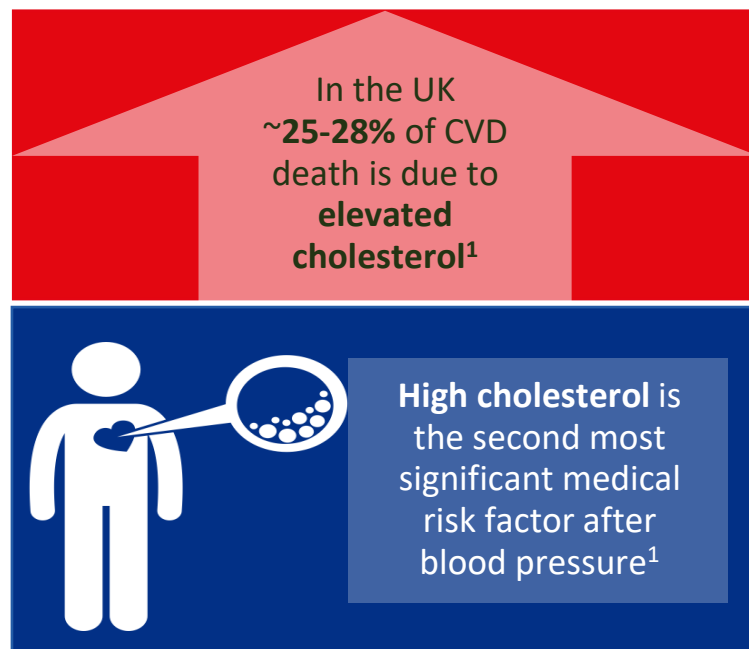 In the UK
~25-28% of CVD
death is due to
elevated
cholesterol¹
High cholesterol is
the second most
significant medical
risk factor after
blood pressure¹